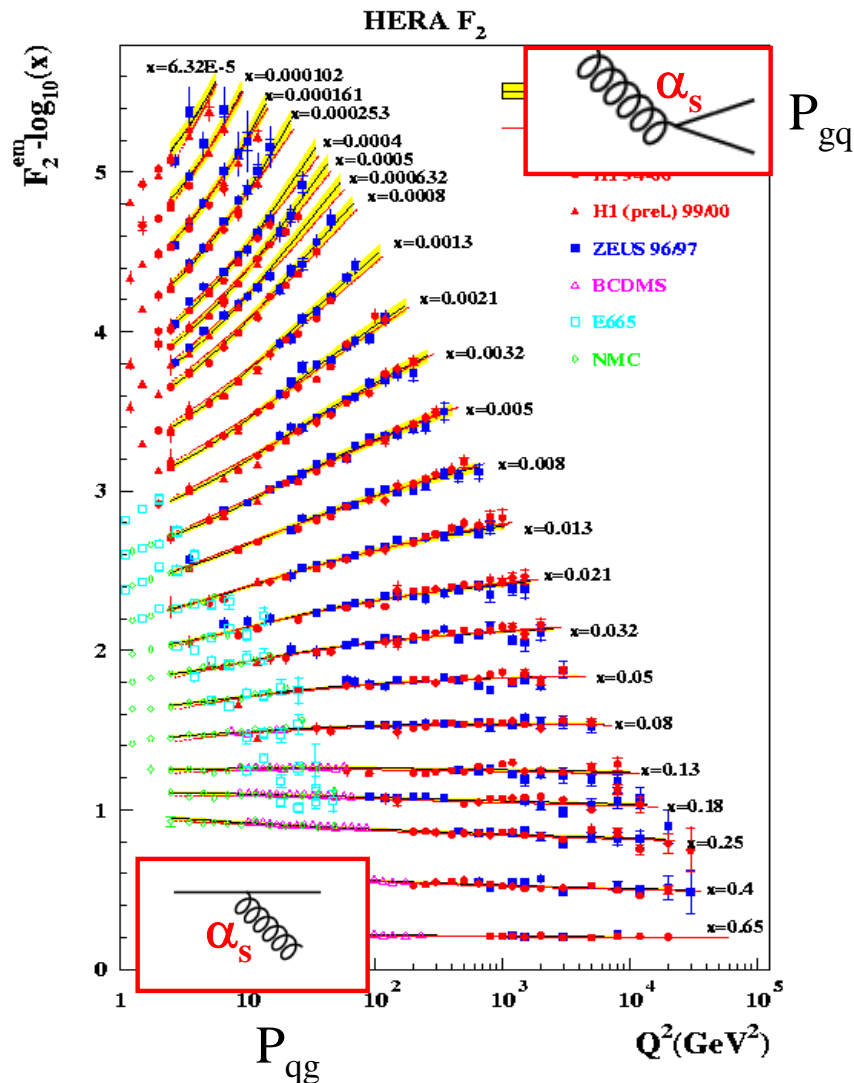 HERA F₂
F₂ᵉᵐ-log₁₀(x)
x=6.32E-5
x=0.000102
x=0.000161
x=0.000253
x=0.0004
x=0.0005
x=0.000632
x=0.0008
x=0.0013
x=0.0021
x=0.0032
x=0.005
x=0.008
x=0.013
x=0.021
x=0.032
x=0.05
x=0.08
x=0.13
x=0.18
x=0.25
x=0.4
x=0.65
αₛ
P_gq
H1 (prel.) 99/00
ZEUS 96/97
BCDMS
E665
NMC
5
4
3
2
1
0
αₛ
1 10 10² 10³ 10⁴ 10⁵
P_qg
Q²(GeV²)